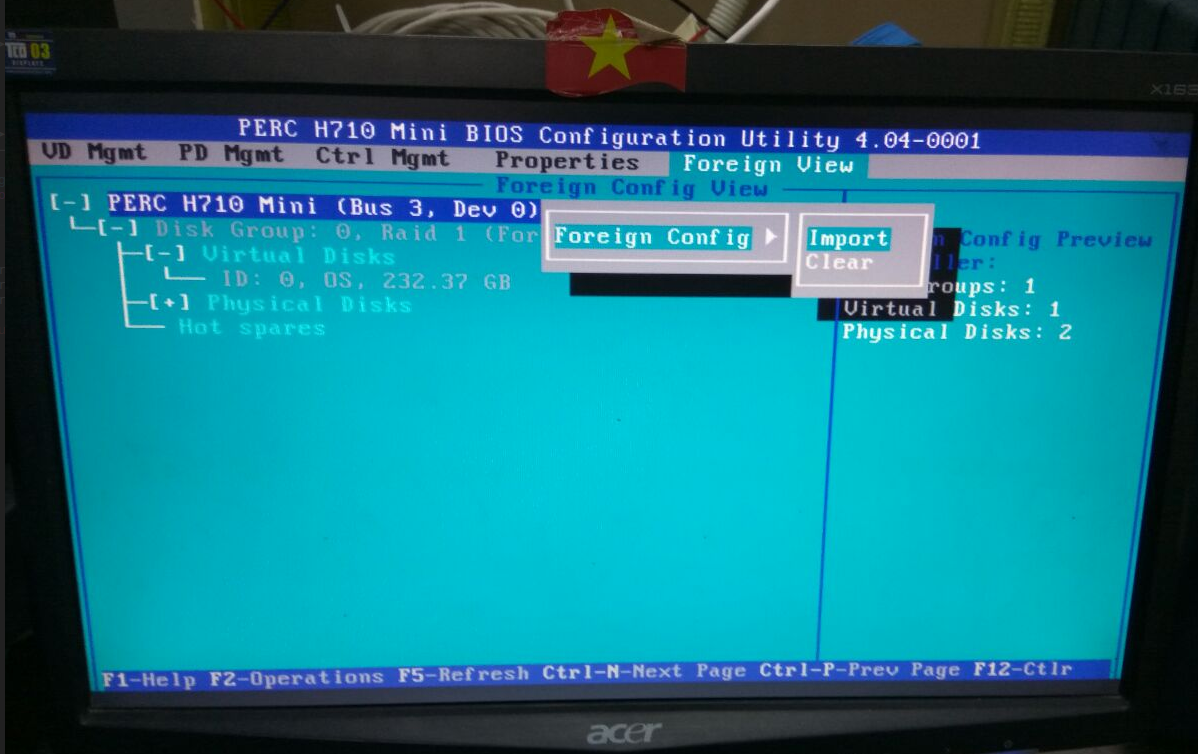 TCO 03
DISPLAYS
X163
PERC H710 Mini BIOS Configuration Utility 4.04-0001
VD Mgmt PD Mgmt Ctrl Mgmt Properties Foreign View
Foreign Config View
[-] PERC H710 Mini (Bus 3, Dev 0)
[-] Disk Group: 0, Raid 1 (For
[-] Virtual Disks
ID: 0, OS, 232.37 GB
[+] Physical Disks
Hot spares
Foreign Config
Import
Clear
n Config Preview
ller:
roups: 1
Virtual Disks: 1
Physical Disks: 2
F1-Help F2-Operations F5-Refresh Ctrl-N-Next Page Ctrl-P-Prev Page F12-Ctlr
acer